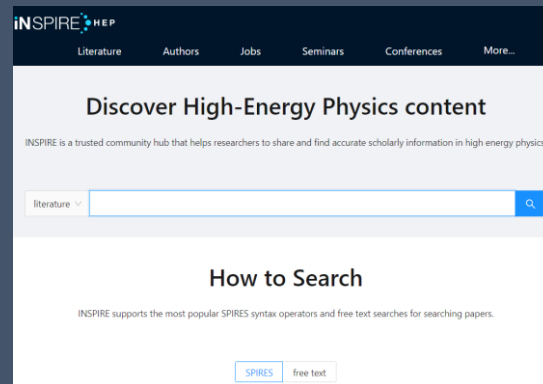 iNSPIRE HEP
Literature Authors Jobs Seminars Conferences More...
Discover High-Energy Physics content
INSPIRE is a trusted community hub that helps researchers to share and find accurate scholarly information in high energy physics
literature
How to Search
INSPIRE supports the most popular SPIRES syntax operators and free text searches for searching papers.
SPIRES free text